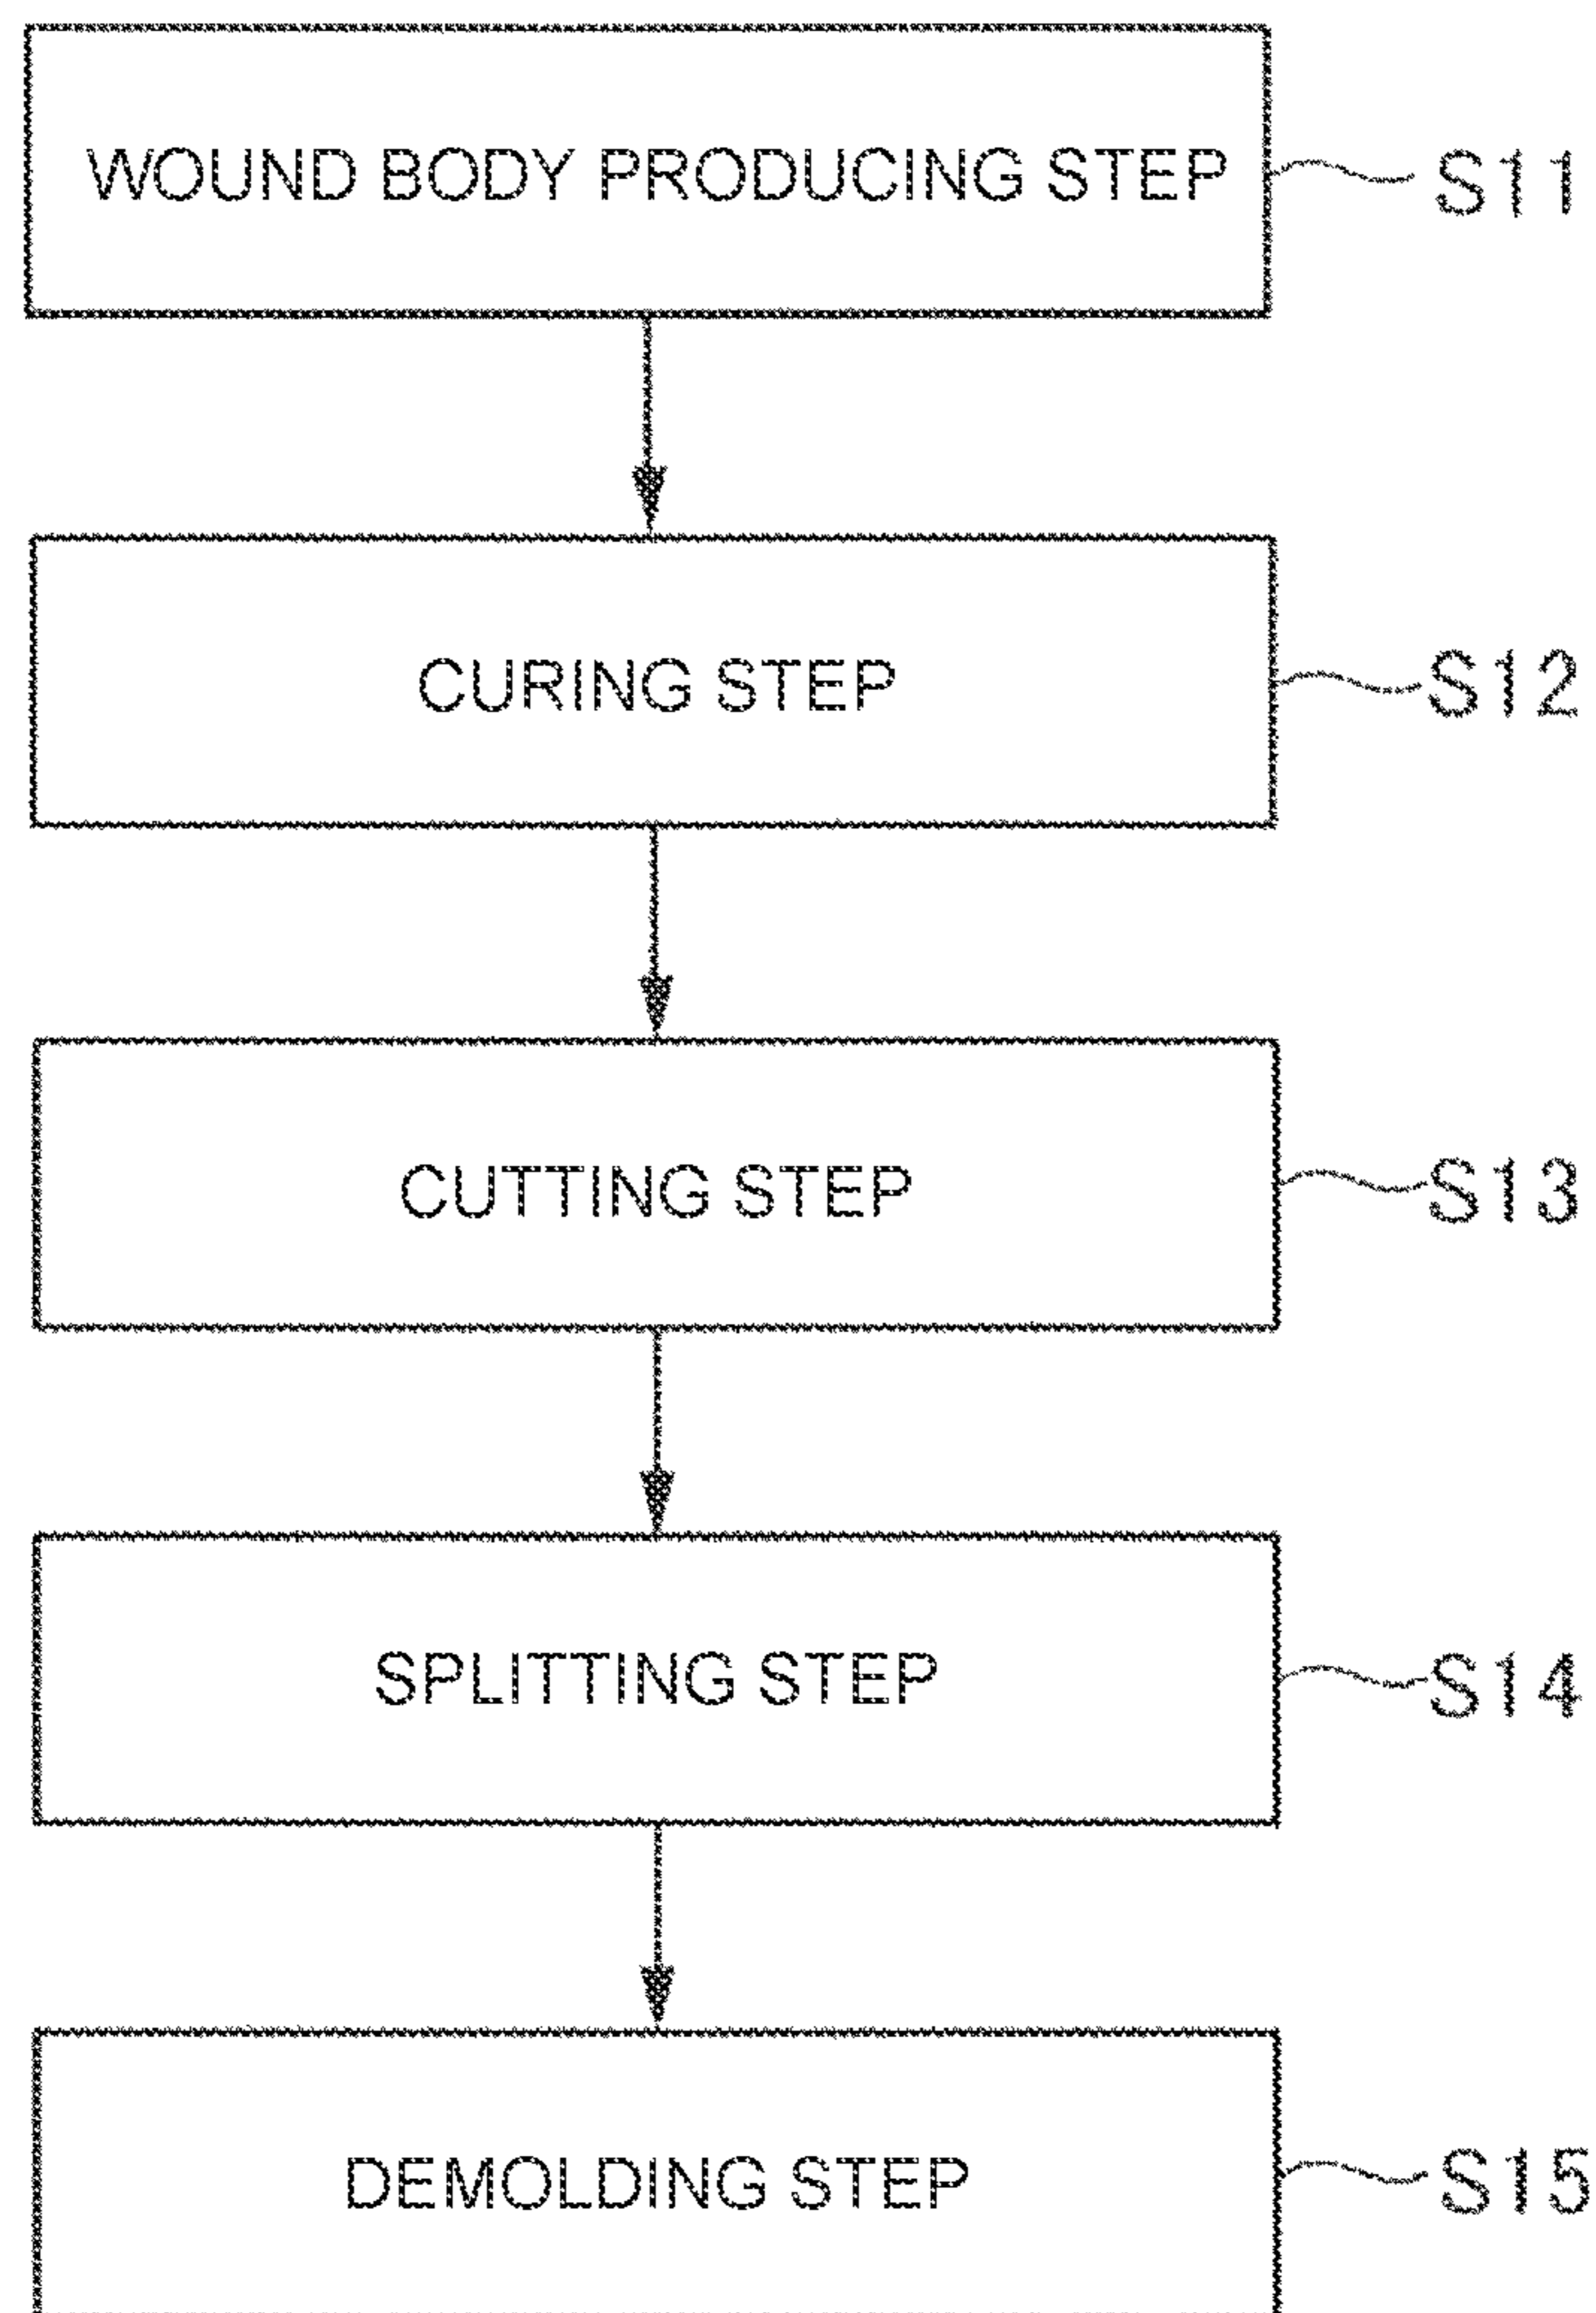 WOUND BODY PRODUCING STEP S11
CURING STEP S12
CUTTING STEP S13
SPLITTING STEP S14
DEMOLDING STEP S15